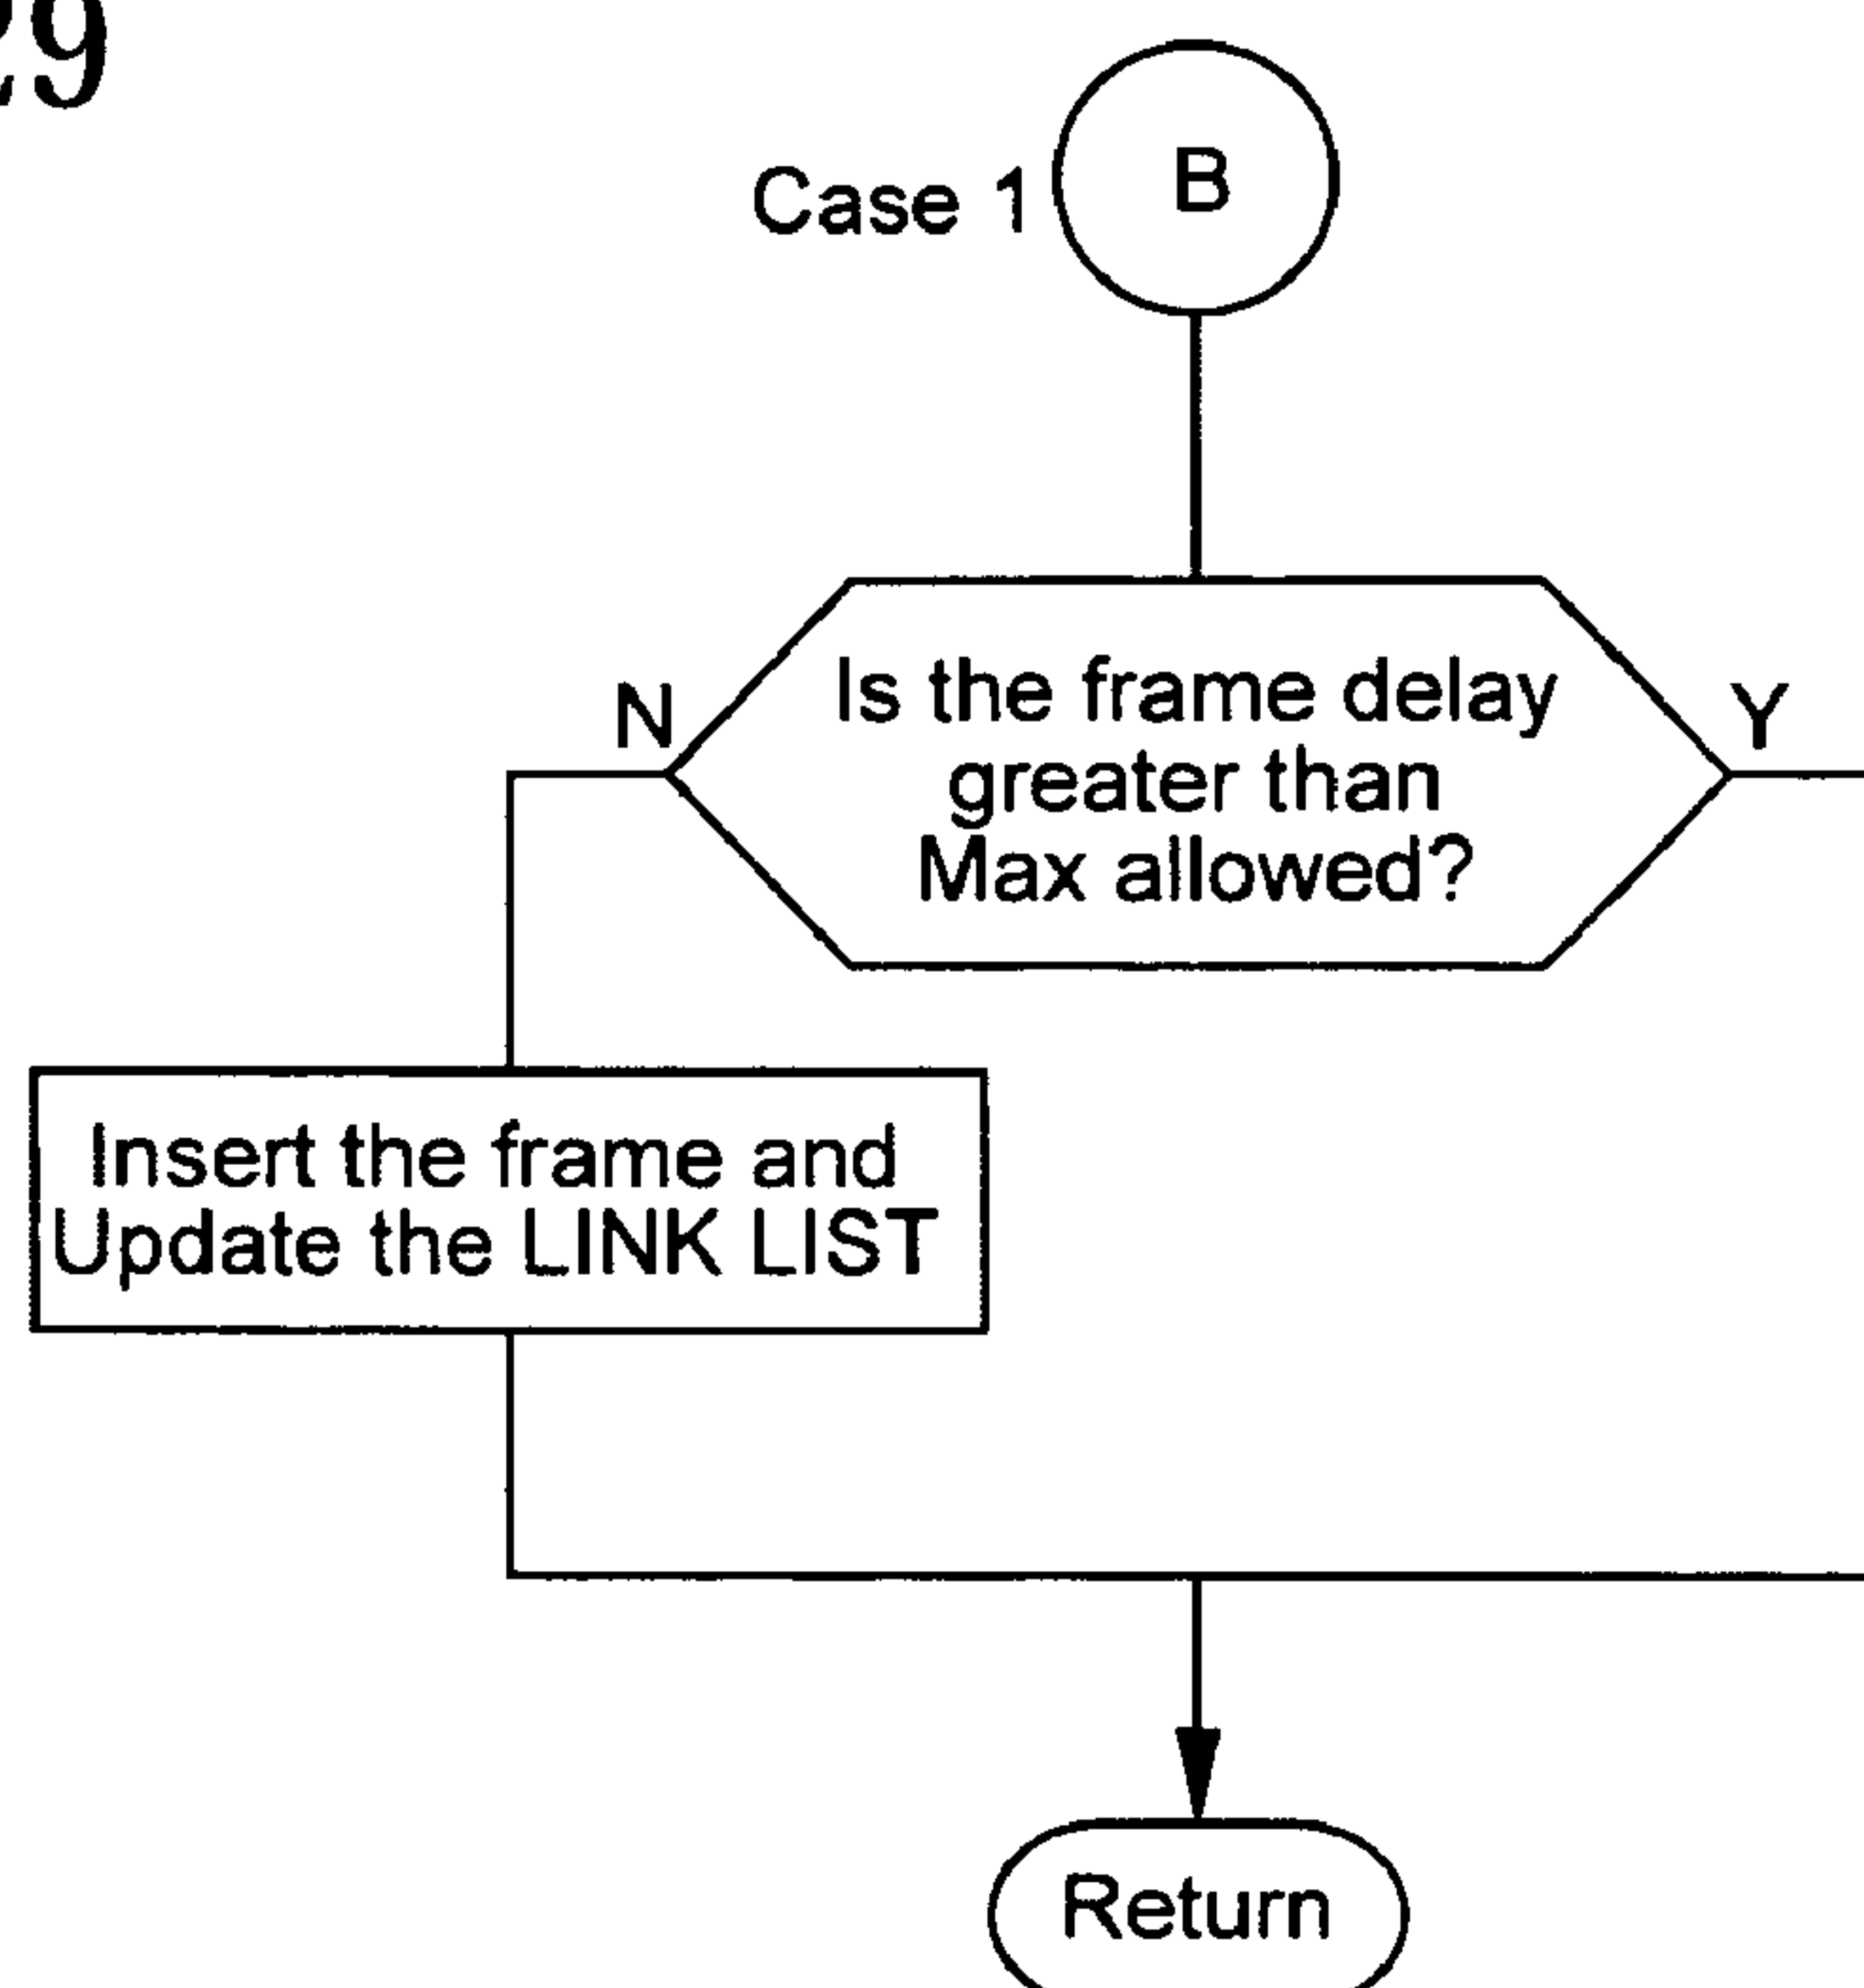 29
Case 1
B
Is the frame delay
greater than
Max allowed?
N
Y
Insert the frame and
Update the LINK LIST
Return